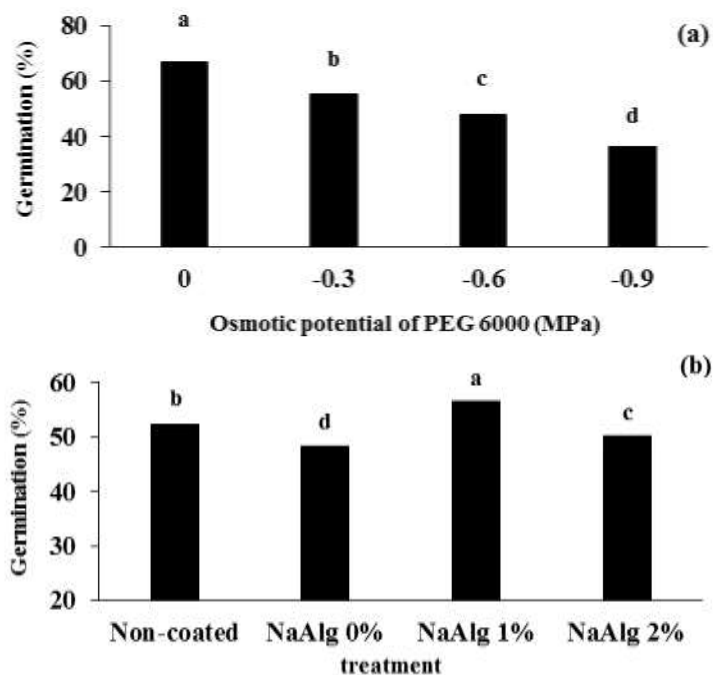 (a)
Germination (%)
80
60
40
20
0
a
b
c
d
0 -0.3 -0.6 -0.9
Osmotic potential of PEG 6000 (MPa)
(b)
Germination (%)
60
50
40
30
20
b
d
a
c
Non-coated NaAlg 0% NaAlg 1% NaAlg 2%
treatment